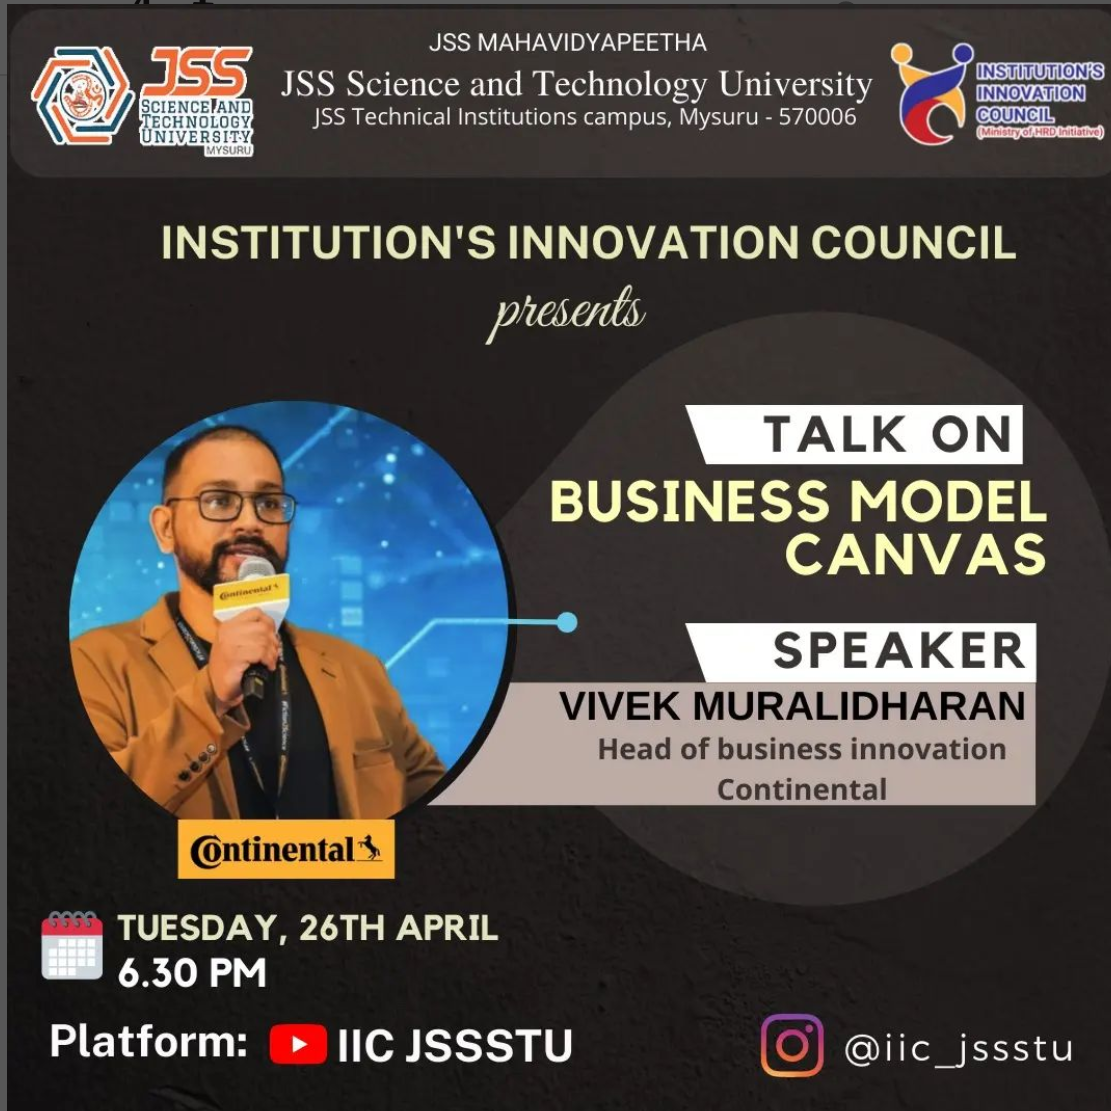 JSS
SCIENCE AND
TECHNOLOGY
UNIVERSITY
MYSURU
JSS MAHAVIDYAPEETHA
JSS Science and Technology University
JSS Technical Institutions campus, Mysuru - 570006
INSTITUTION'S
INNOVATION
COUNCIL
(Ministry of HRD Initiative)
INSTITUTION'S INNOVATION COUNCIL
presents
TALK ON
BUSINESS MODEL
CANVAS
Continental
SPEAKER
VIVEK MURALIDHARAN
Head of business innovation
Continental
Continental
TUESDAY, 26TH APRIL
6.30 PM
Platform: IIC JSSSTU
@iic_jssstu